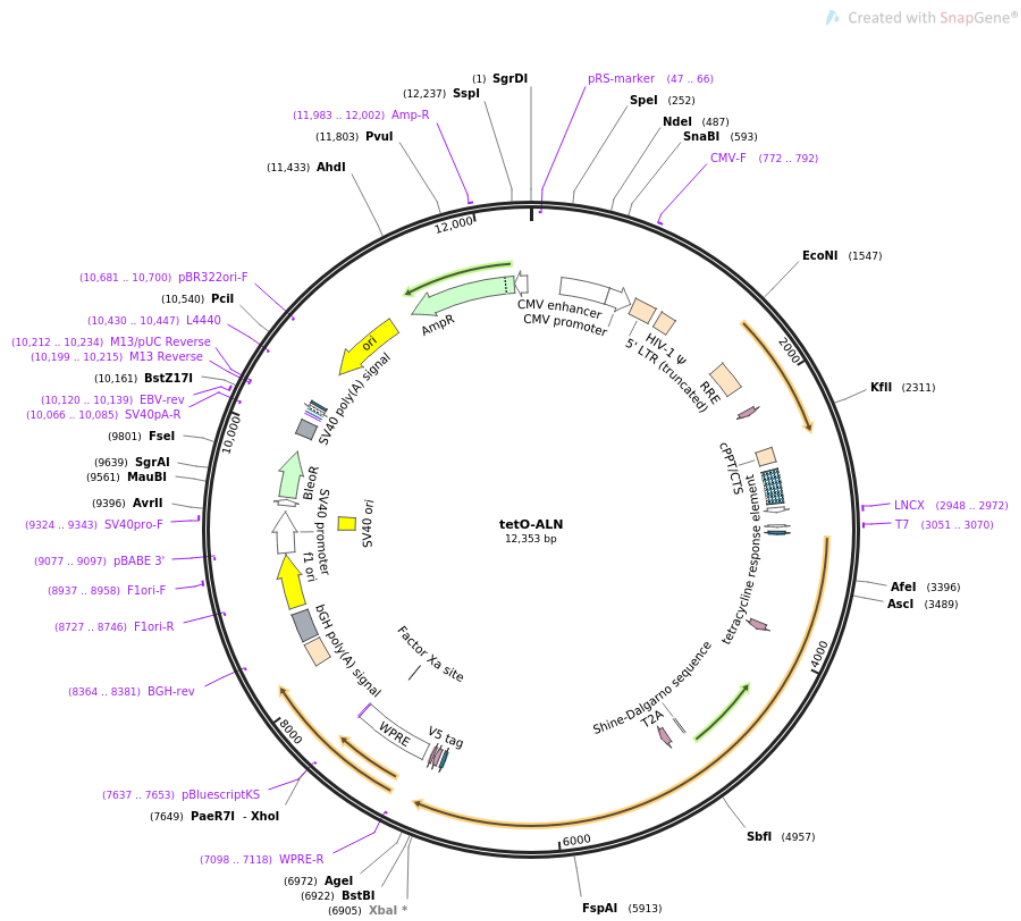 Created with SnapGene®
(1) SgrDI
pRS-marker (47 .. 66)
(12,237) SspI
SpeI (252)
(11,983 .. 12,002) Amp-R
NdeI (487)
(11,803) PvuI
SnaBI (593)
CMV-F (772 .. 792)
(11,433) AhdI
12,000
EcoNI (1547)
(10,681 .. 10,700) pBR322ori-F
(10,540) PciI
CMV enhancer
CMV promoter
AmpR
(10,430 .. 10,447) L4440
ori
HIV-1 Ψ
5' LTR (truncated)
2000
(10,212 .. 10,234) M13/pUC Reverse
(10,199 .. 10,215) M13 Reverse
RRE
(10,161) BstZ17I
KflI (2311)
(10,120 .. 10,139) EBV-rev
SV40 poly(A) signal
(10,066 .. 10,085) SV40pA-R
10,000
(9801) FseI
(9639) SgrAI
cPPT/CTS
(9561) MauBI
BleoR
(9396) AvrII
LNCX (2948 .. 2972)
(9324 .. 9343) SV40pro-F
SV40 promoter
SV40 ori
tetO-ALN
T7 (3051 .. 3070)
12,353 bp
tetracycline response element
(9077 .. 9097) pBABE 3'
f1 ori
(8937 .. 8958) F1ori-F
AfeI (3396)
AscI (3489)
(8727 .. 8746) F1ori-R
bGH poly(A) signal
Factor Xa site
4000
(8364 .. 8381) BGH-rev
Shine-Dalgarno sequence
T2A
8000
WPRE
V5 tag
(7637 .. 7653) pBluescriptKS
(7649) PaeR7I - XhoI
SbfI (4957)
6000
(7098 .. 7118) WPRE-R
(6972) AgeI
(6922) BstBI
(6905) XbaI *
FspAI (5913)